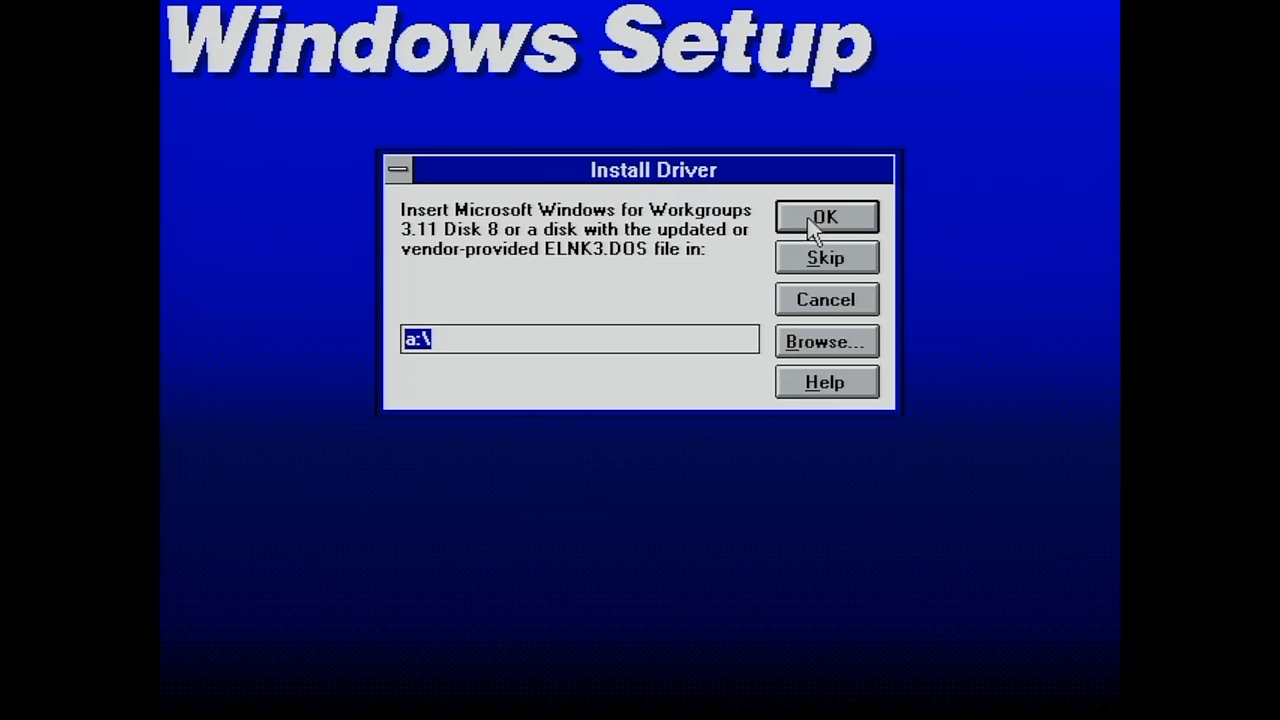 Windows Setup
Install Driver
Insert Microsoft Windows for Workgroups
3.11 Disk 8 or a disk with the updated or
vendor-provided ELNK3.DOS file in:
a:\
OK
Skip
Cancel
Browse...
Help